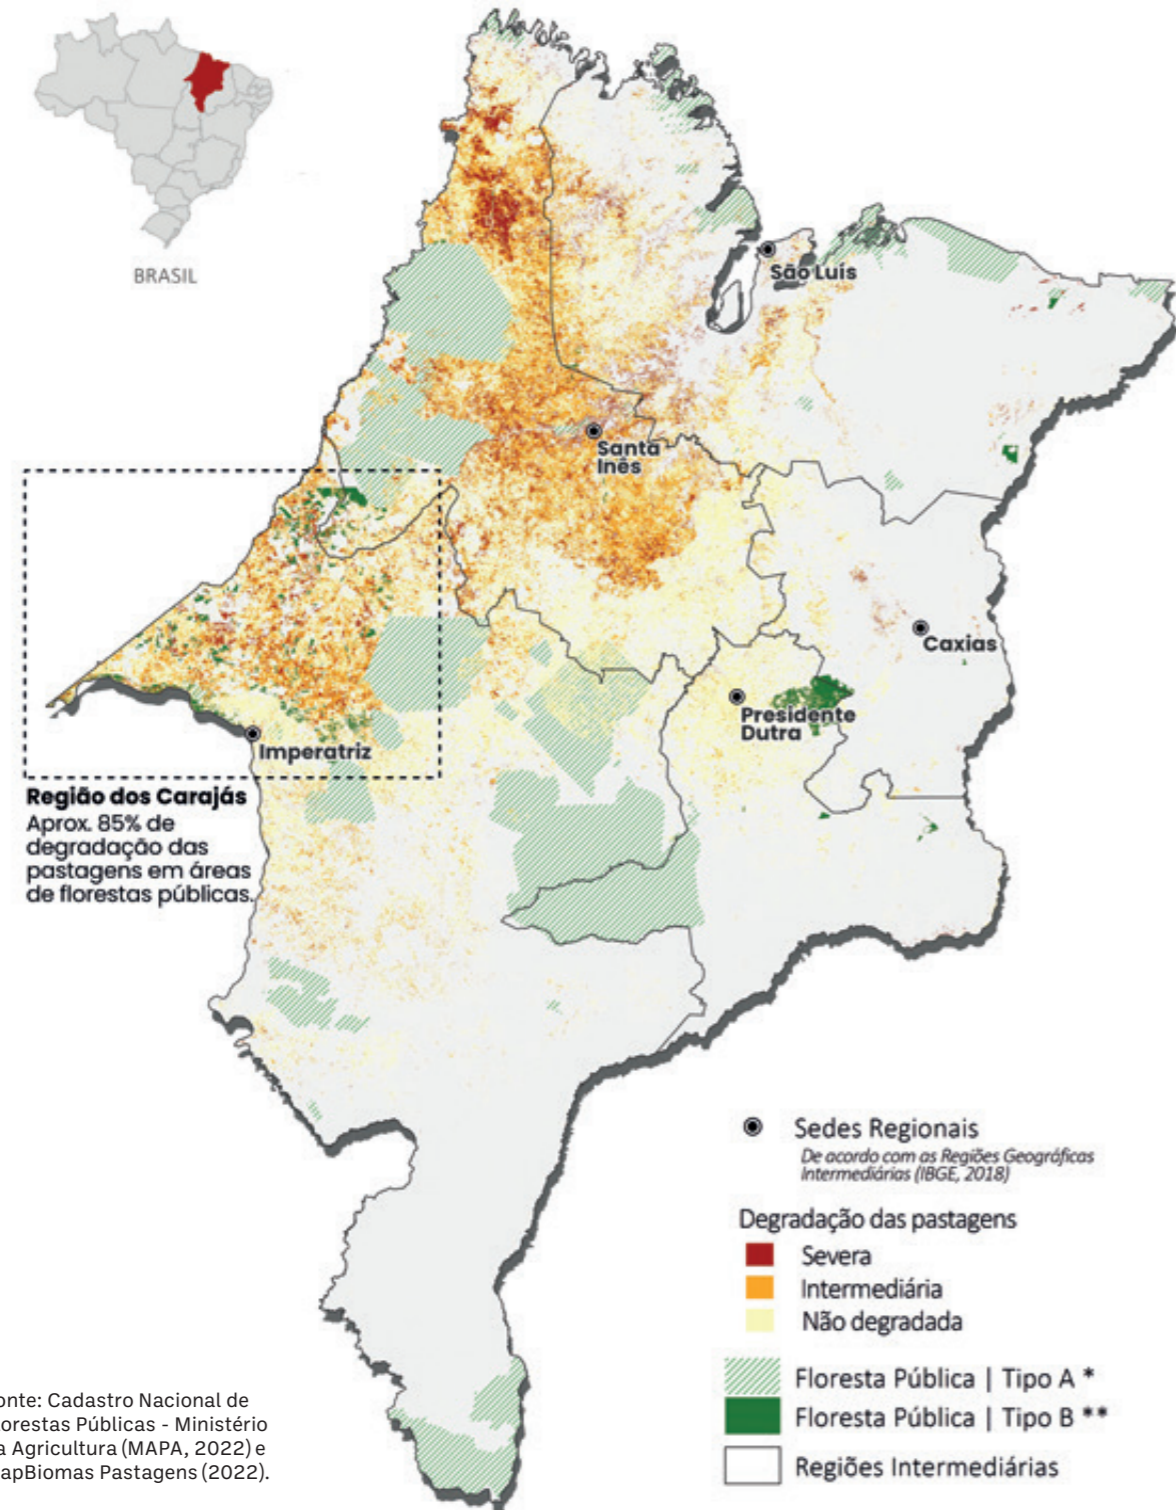 BRASIL
São Luís
Santa
Inês
Caxias
Presidente
Dutra
Imperatriz
Região dos Carajás
Aprox. 85% de
degradação das
pastagens em áreas
de florestas públicas.
Sedes Regionais
De acordo com as Regiões Geográficas
Intermediárias (IBGE, 2018)
Degradação das pastagens
Severa
Intermediária
Não degradada
Floresta Pública | Tipo A *
Floresta Pública | Tipo B **
Regiões Intermediárias
onte: Cadastro Nacional de
lorestas Públicas - Ministério
a Agricultura (MAPA, 2022) e
apBiomas Pastagens (2022).